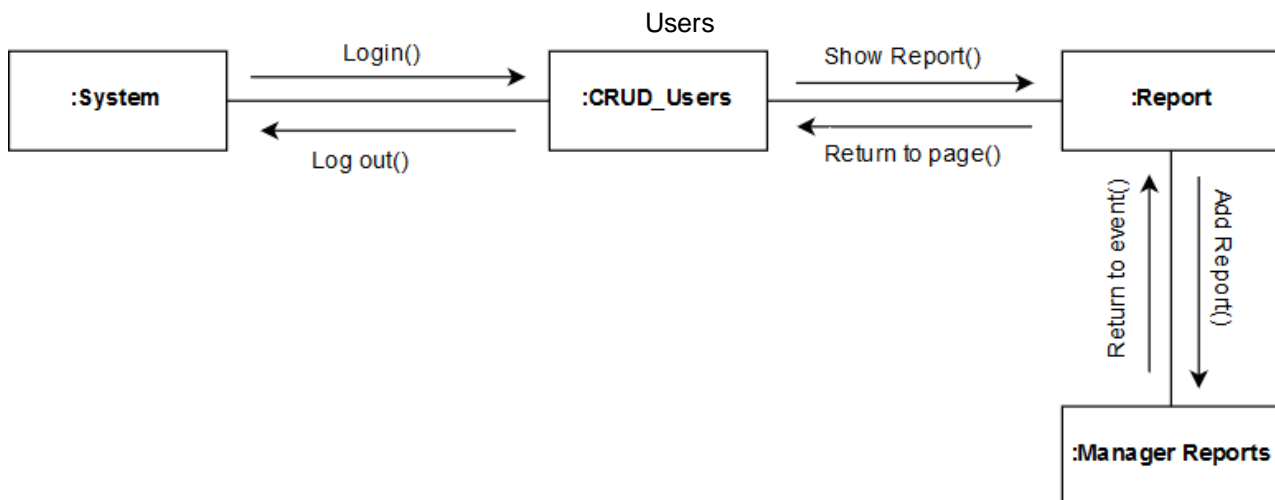 Users
Login()
Show Report()
:System
:CRUD_Users
:Report
Log out()
Return to page()
Return to event()
Add Report()
:Manager Reports